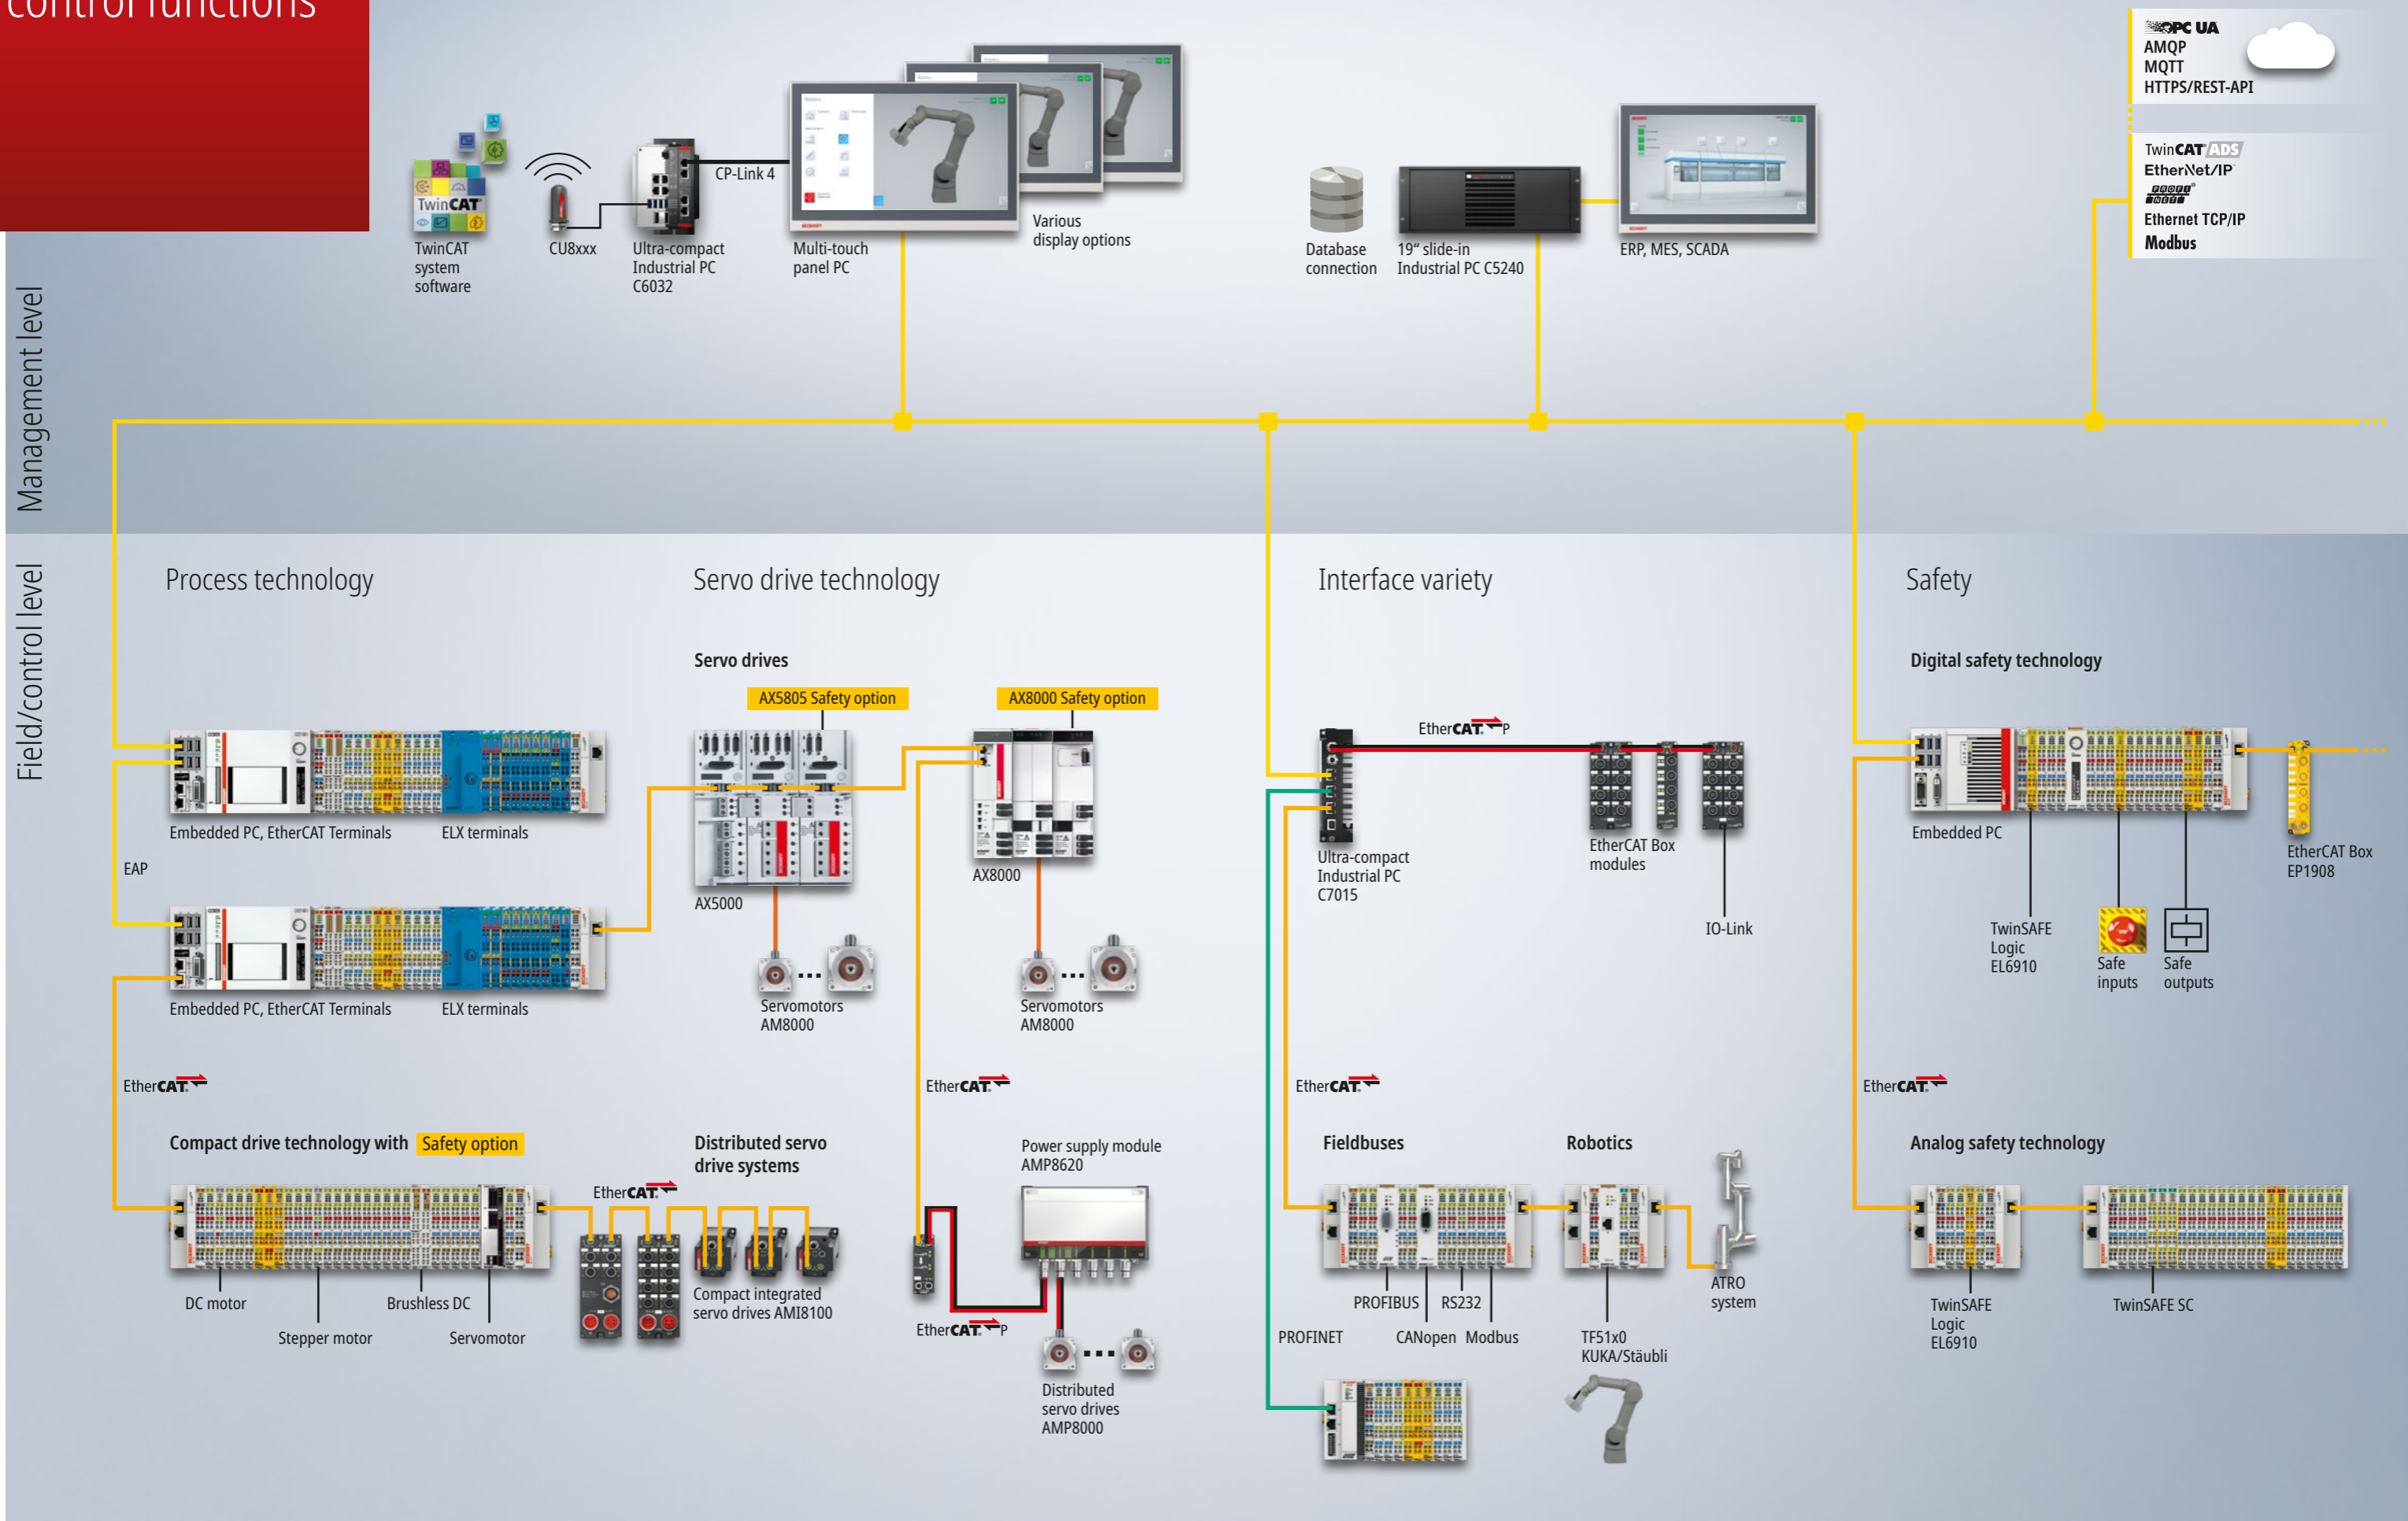 control functions
OPC UA
AMQP
MQTT
HTTPS/REST-API
TwinCAT ADS
EtherNet/IP
PROFI
NET
Ethernet TCP/IP
Modbus
TwinCAT
CP-Link 4
TwinCAT
system
software
CU8xxx
Ultra-compact
Industrial PC
C6032
Multi-touch
panel PC
Various
display options
Database
connection
19“ slide-in
Industrial PC C5240
ERP, MES, SCADA
Management level
Field/control level
Process technology
Servo drive technology
Interface variety
Safety
Servo drives
Digital safety technology
AX5805 Safety option
AX8000 Safety option
EtherCAT P
Embedded PC, EtherCAT Terminals
ELX terminals
EAP
AX5000
AX8000
Ultra-compact
Industrial PC
C7015
EtherCAT Box
modules
IO-Link
Embedded PC
EtherCAT Box
EP1908
TwinSAFE
Logic
EL6910
Safe
inputs
Safe
outputs
Embedded PC, EtherCAT Terminals
ELX terminals
Servomotors
AM8000
Servomotors
AM8000
EtherCAT
EtherCAT
EtherCAT
EtherCAT
Compact drive technology with Safety option
Distributed servo
drive systems
EtherCAT
Power supply module
AMP8620
Fieldbuses
Robotics
Analog safety technology
DC motor
Stepper motor
Brushless DC
Servomotor
Compact integrated
servo drives AMI8100
EtherCAT P
Distributed
servo drives
AMP8000
PROFINET
PROFIBUS
CANopen
RS232
Modbus
TF51x0
KUKA/Stäubli
ATRO
system
TwinSAFE
Logic
EL6910
TwinSAFE SC